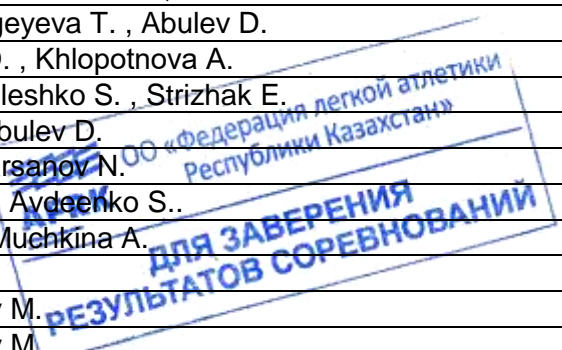 geyeva T. , Abulev D.
. , Khlopotnova A.
leshko S. , Strizhak E.
bulev D.
rsanov N.
Avdeenko S..
Muchkina A.
M.
M
ОО «Федерация легкой атлетики
Республики Казахстан»
ДЛЯ ЗАВЕРЕНИЯ
РЕЗУЛЬТАТОВ СОРЕВНОВАНИЙ